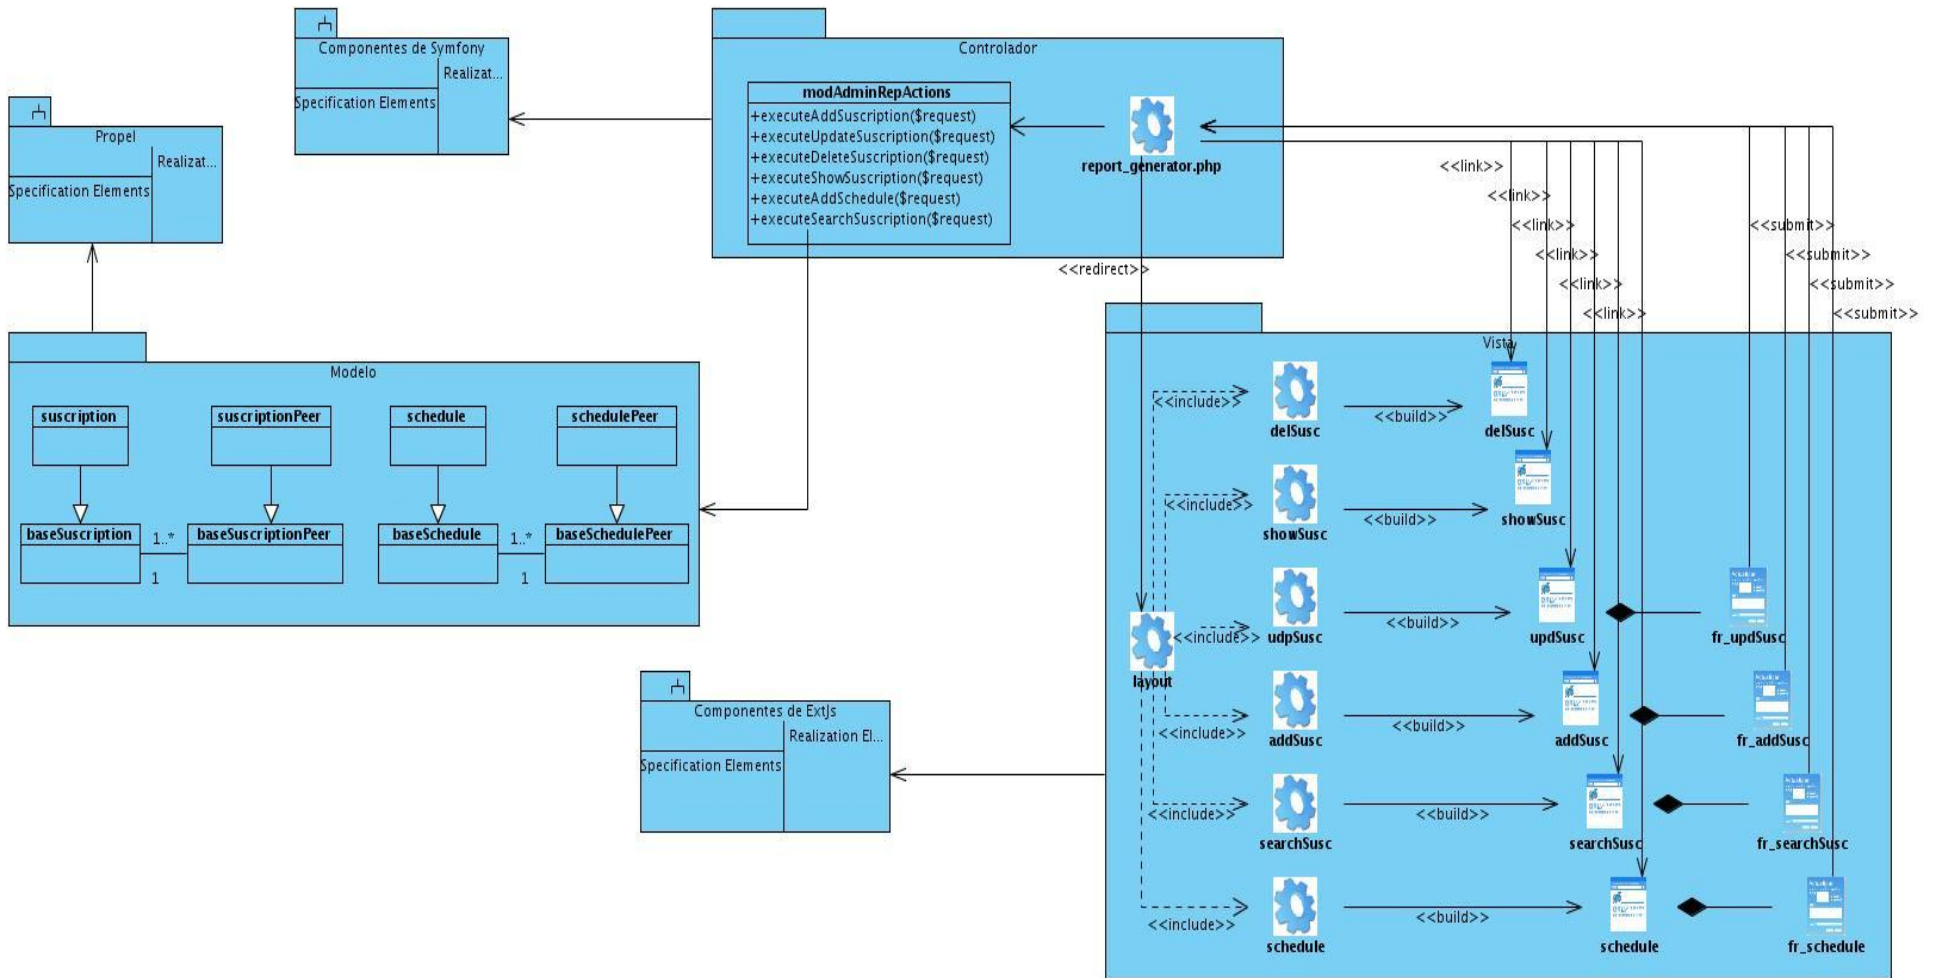 Componentes de Symfony
Realizat...
Specification Elements
Controlador
modAdminRepActions
+executeAddSuscription($request)
+executeUpdateSuscription($request)
+executeDeleteSuscription($request)
+executeShowSuscription($request)
+executeAddSchedule($request)
+executeSearchSuscription($request)
report_generator.php
Propel
Realizat...
Specification Elements
<<link>>
<<link>>
<<link>>
<<link>>
<<link>>
<<link>>
<<submit>>
<<submit>>
<<submit>>
<<submit>>
<<redirect>>
Modelo
suscription
suscriptionPeer
schedule
schedulePeer
baseSuscription
1..*
1
baseSuscriptionPeer
baseSchedule
1..*
1
baseSchedulePeer
Vista
<<include>>
delSusc
<<build>>
delSusc
<<include>>
showSusc
<<build>>
showSusc
layout
<<include>>
udpSusc
<<build>>
updSusc
fr_updSusc
<<include>>
addSusc
<<build>>
addSusc
fr_addSusc
<<include>>
searchSusc
<<build>>
searchSusc
fr_searchSusc
<<include>>
schedule
<<build>>
schedule
fr_schedule
Componentes de ExtJs
Realization El...
Specification Elements